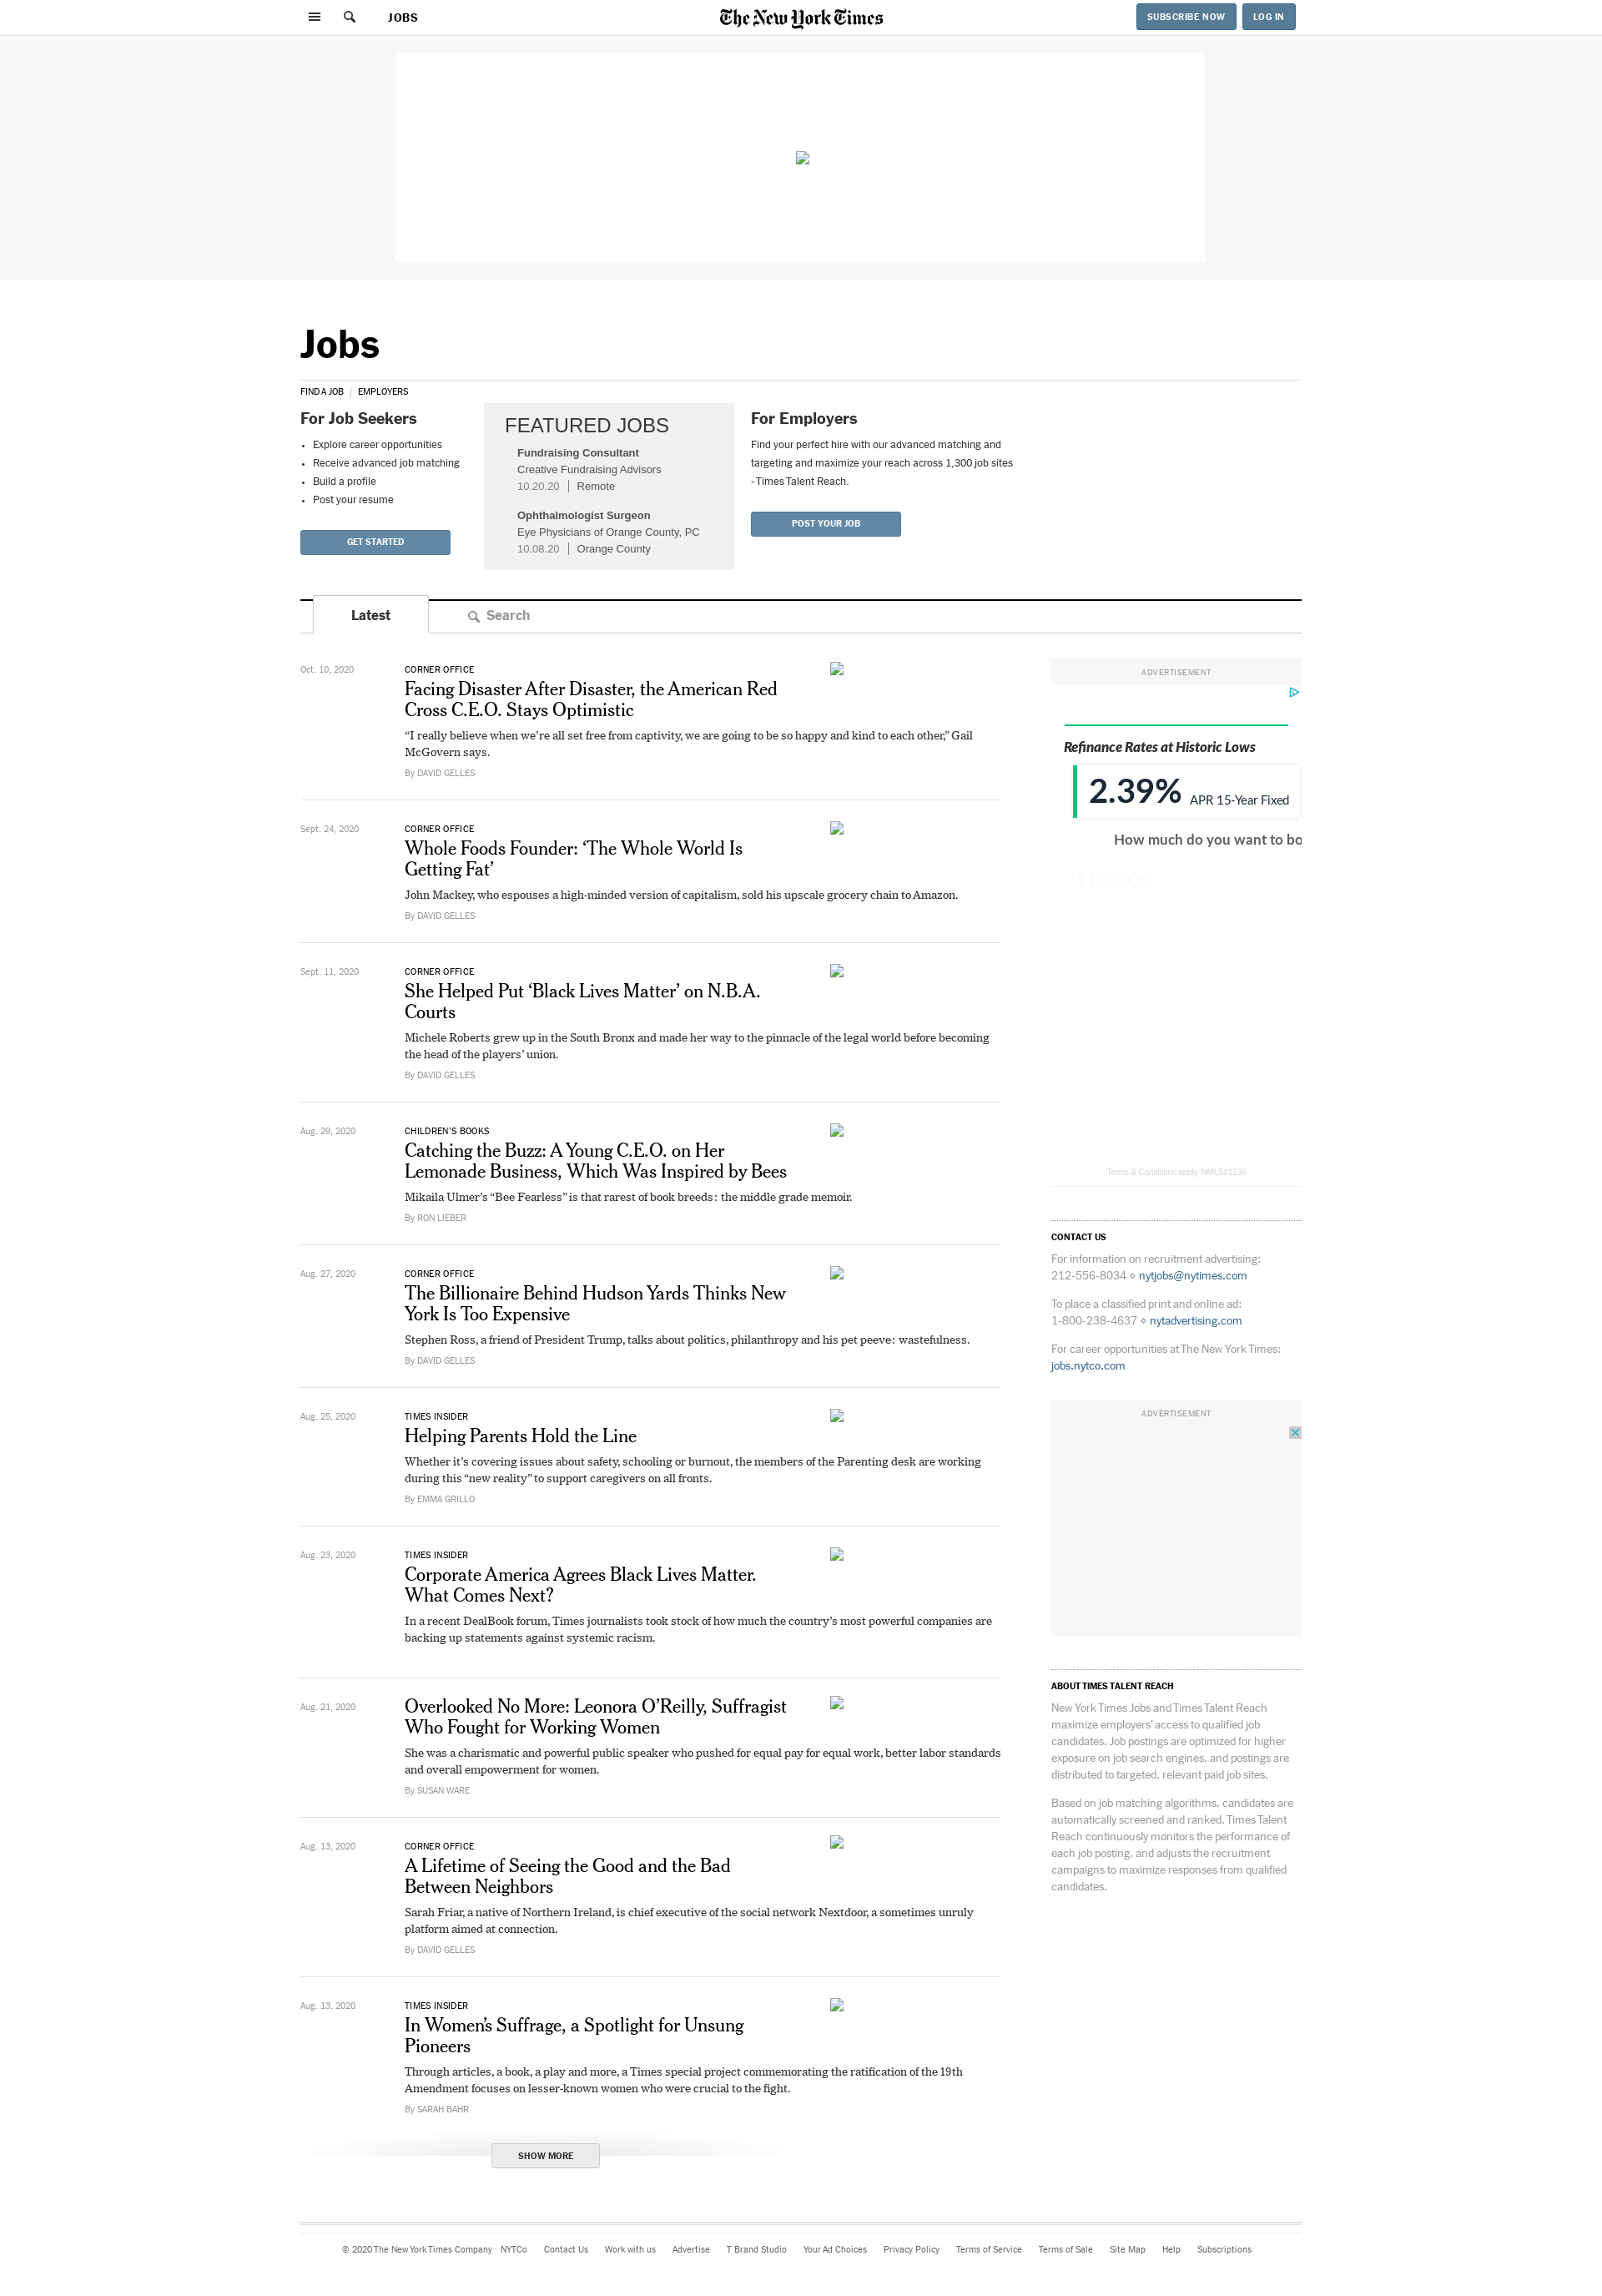 JOBS
The New York Times
SUBSCRIBE NOW
LOG IN
Jobs
FIND A JOB | EMPLOYERS
For Job Seekers
Explore career opportunities
Receive advanced job matching
Build a profile
Post your resume
GET STARTED
FEATURED JOBS
Fundraising Consultant
Creative Fundraising Advisors
10.20.20 | Remote
Ophthalmologist Surgeon
Eye Physicians of Orange County, PC
10.08.20 | Orange County
For Employers
Find your perfect hire with our advanced matching and
targeting and maximize your reach across 1,300 job sites
- Times Talent Reach.
POST YOUR JOB
Latest
Search
Oct. 10, 2020
CORNER OFFICE
Facing Disaster After Disaster, the American Red
Cross C.E.O. Stays Optimistic
“I really believe when we’re all set free from captivity, we are going to be so happy and kind to each other,” Gail
McGovern says.
By DAVID GELLES
Sept. 24, 2020
CORNER OFFICE
Whole Foods Founder: ‘The Whole World Is
Getting Fat’
John Mackey, who espouses a high-minded version of capitalism, sold his upscale grocery chain to Amazon.
By DAVID GELLES
Sept. 11, 2020
CORNER OFFICE
She Helped Put ‘Black Lives Matter’ on N.B.A.
Courts
Michele Roberts grew up in the South Bronx and made her way to the pinnacle of the legal world before becoming
the head of the players’ union.
By DAVID GELLES
Aug. 29, 2020
CHILDREN’S BOOKS
Catching the Buzz: A Young C.E.O. on Her
Lemonade Business, Which Was Inspired by Bees
Mikaila Ulmer’s “Bee Fearless” is that rarest of book breeds: the middle grade memoir.
By RON LIEBER
Aug. 27, 2020
CORNER OFFICE
The Billionaire Behind Hudson Yards Thinks New
York Is Too Expensive
Stephen Ross, a friend of President Trump, talks about politics, philanthropy and his pet peeve: wastefulness.
By DAVID GELLES
Aug. 25, 2020
TIMES INSIDER
Helping Parents Hold the Line
Whether it’s covering issues about safety, schooling or burnout, the members of the Parenting desk are working
during this “new reality” to support caregivers on all fronts.
By EMMA GRILLO
Aug. 23, 2020
TIMES INSIDER
Corporate America Agrees Black Lives Matter.
What Comes Next?
In a recent DealBook forum, Times journalists took stock of how much the country’s most powerful companies are
backing up statements against systemic racism.
Aug. 21, 2020
Overlooked No More: Leonora O’Reilly, Suffragist
Who Fought for Working Women
She was a charismatic and powerful public speaker who pushed for equal pay for equal work, better labor standards
and overall empowerment for women.
By SUSAN WARE
Aug. 13, 2020
CORNER OFFICE
A Lifetime of Seeing the Good and the Bad
Between Neighbors
Sarah Friar, a native of Northern Ireland, is chief executive of the social network Nextdoor, a sometimes unruly
platform aimed at connection.
By DAVID GELLES
Aug. 13, 2020
TIMES INSIDER
In Women’s Suffrage, a Spotlight for Unsung
Pioneers
Through articles, a book, a play and more, a Times special project commemorating the ratification of the 19th
Amendment focuses on lesser-known women who were crucial to the fight.
By SARAH BAHR
SHOW MORE
ADVERTISEMENT
Refinance Rates at Historic Lows
2.39% APR 15-Year Fixed
How much do you want to bo
$100,000
Terms & Conditions apply. NMLS#1136
CONTACT US
For information on recruitment advertising:
212-556-8034 ⋄ nytjobs@nytimes.com
To place a classified print and online ad:
1-800-238-4637 ⋄ nytadvertising.com
For career opportunities at The New York Times:
jobs.nytco.com
ADVERTISEMENT
ABOUT TIMES TALENT REACH
New York Times Jobs and Times Talent Reach
maximize employers’ access to qualified job
candidates. Job postings are optimized for higher
exposure on job search engines, and postings are
distributed to targeted, relevant paid job sites.
Based on job matching algorithms, candidates are
automatically screened and ranked. Times Talent
Reach continuously monitors the performance of
each job posting, and adjusts the recruitment
campaigns to maximize responses from qualified
candidates.
© 2020 The New York Times Company NYTCo Contact Us Work with us Advertise T Brand Studio Your Ad Choices Privacy Policy Terms of Service Terms of Sale Site Map Help Subscriptions